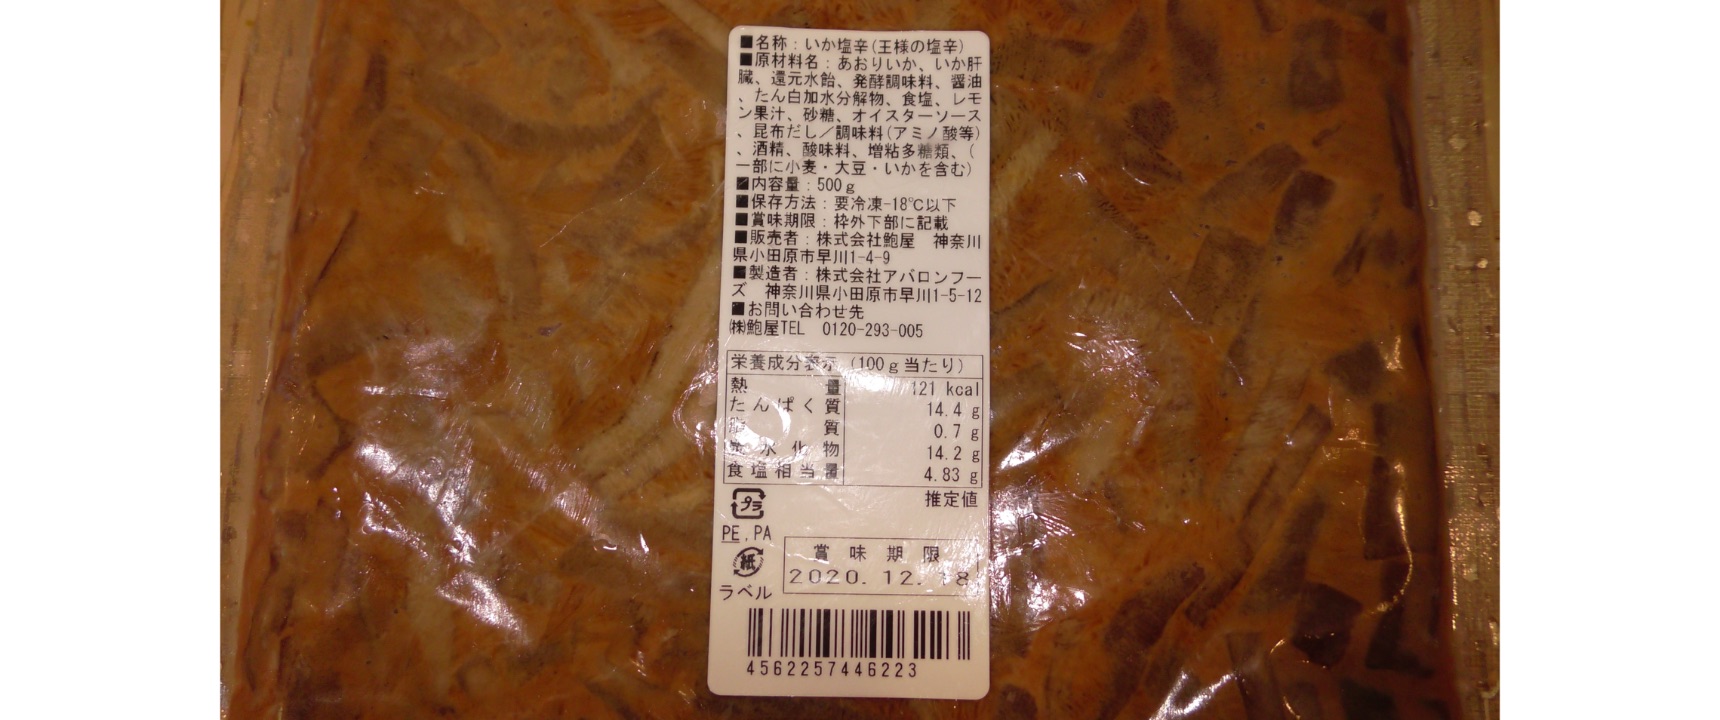 ■名称：いか塩辛(王様の塩辛)
■原材料名：あおりいか、いか肝
臓、還元水飴、発酵調味料、醤油
、たん白加水分解物、食塩、レモ
ン果汁、砂糖、オイスターソース
、昆布だし／調味料(アミノ酸等)
、酒精、酸味料、増粘多糖類、(
一部に小麦・大豆・いかを含む)
■内容量：500g
■保存方法：要冷凍-18℃以下
■賞味期限：枠外下部に記載
■販売者：株式会社鮑屋　神奈川
県小田原市早川1-4-9
■製造者：株式会社アバロンフー
ズ　神奈川県小田原市早川1-5-12
■お問い合わせ先
㈱鮑屋TEL　0120-293-005
栄養成分表示 (100g当たり)
熱量 121 kcal
たんぱく質 14.4 g
脂質 0.7 g
炭水化物 14.2 g
食塩相当量 4.83 g
推定値
プラ
PE,PA
紙
ラベル
賞味期限
2020.12.18
4562257446223